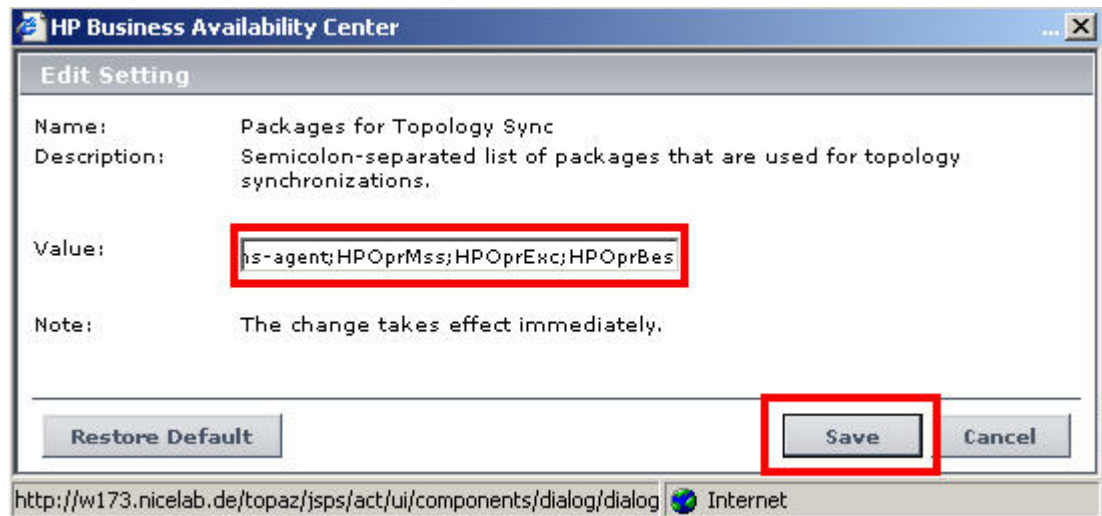 HP Business Availability Center ...
Edit Setting
Name: Packages for Topology Sync
Description: Semicolon-separated list of packages that are used for topology
synchronizations.
Value: ns-agent;HPOprMss;HPOprExc;HPOprBes
Note: The change takes effect immediately.
Restore Default Save Cancel
http://w173.nicelab.de/topaz/jsps/act/ui/components/dialog/dialog Internet